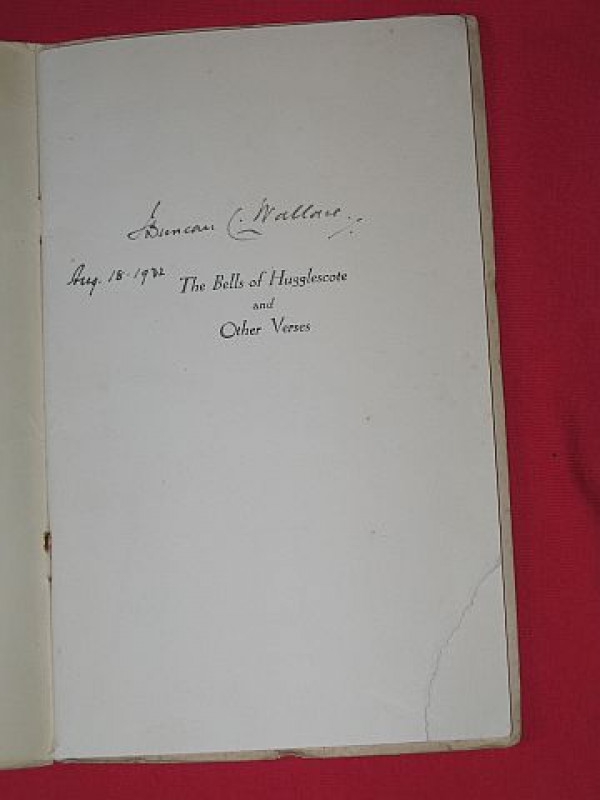 Duncan C. Wallace.
Aug. 18. 1932
The Bells of Hugglescote
and
Other Verses